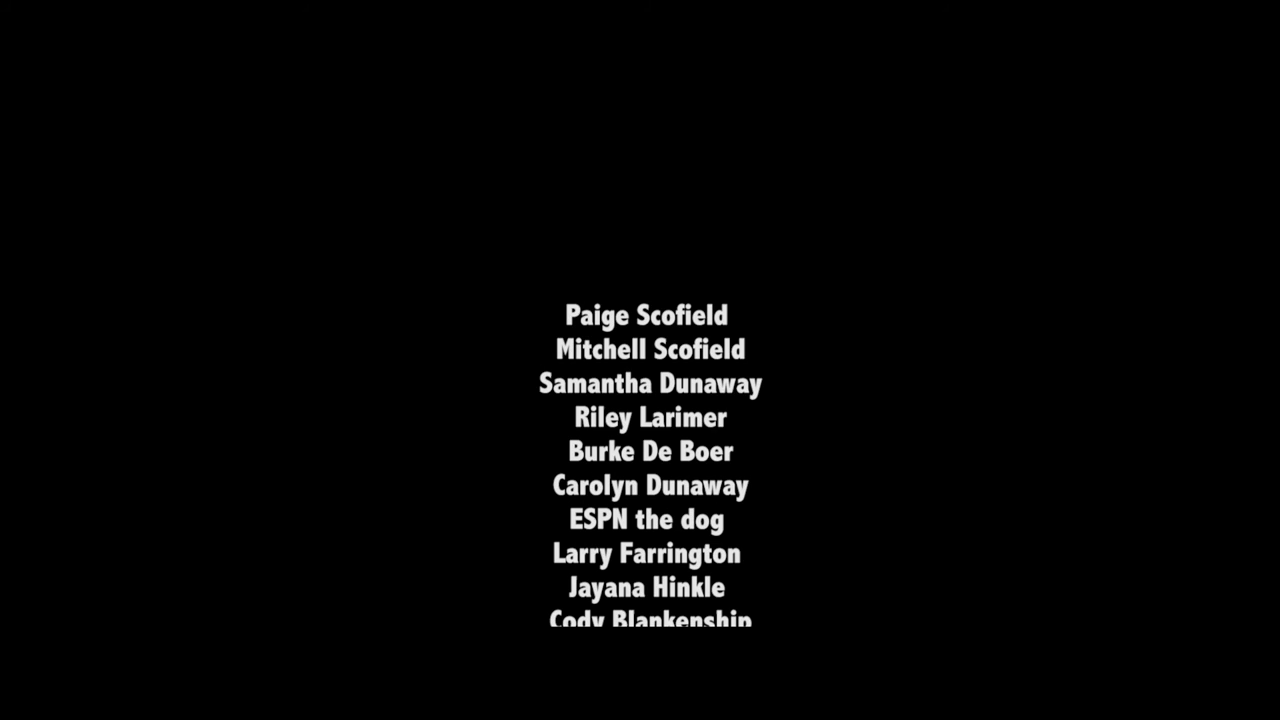 Paige Scofield
Mitchell Scofield
Samantha Dunaway
Riley Larimer
Burke De Boer
Carolyn Dunaway
ESPN the dog
Larry Farrington
Jayana Hinkle
Cody Blankenship